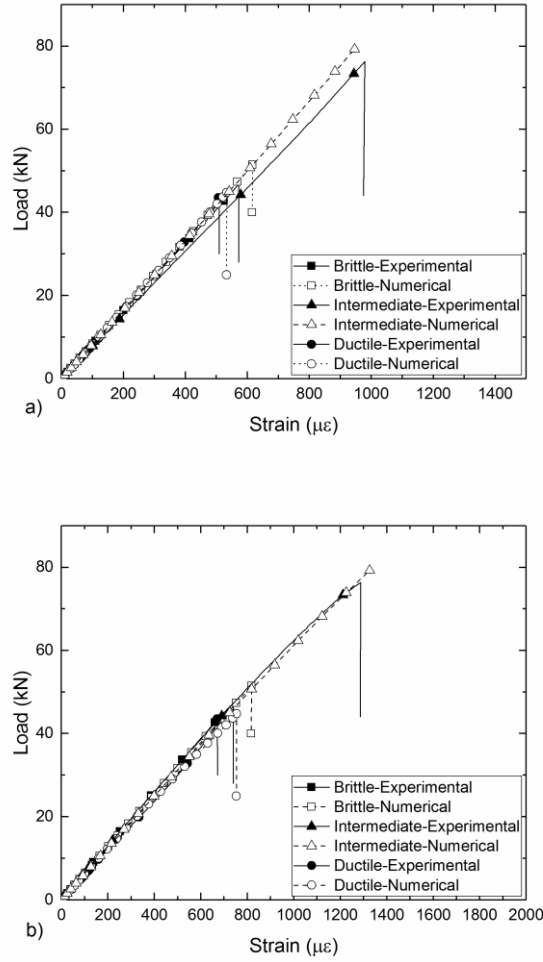 80
60
Load (kN)
40
20
0
Brittle-Experimental
Brittle-Numerical
Intermediate-Experimental
Intermediate-Numerical
Ductile-Experimental
Ductile-Numerical
0 200 400 600 800 1000 1200 1400
a)
Strain (με)
80
60
Load (kN)
40
20
0
Brittle-Experimental
Brittle-Numerical
Intermediate-Experimental
Intermediate-Numerical
Ductile-Experimental
Ductile-Numerical
0 200 400 600 800 1000 1200 1400 1600 1800 2000
b)
Strain (με)